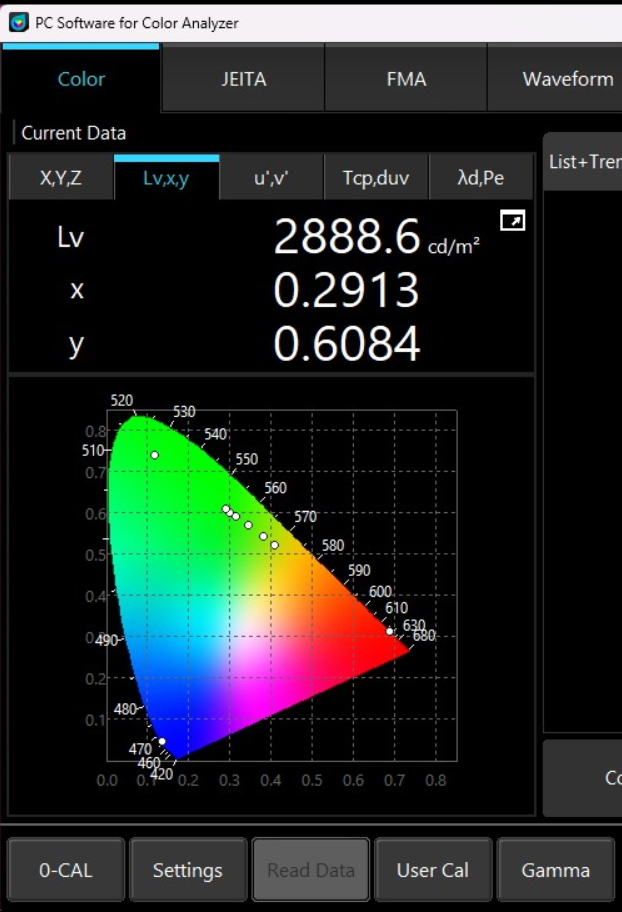 PC Software for Color Analyzer
Color JEITA FMA Waveform
Current Data
List+Tren
X,Y,Z Lv,x,y u',v' Tcp,duv λd,Pe
Lv 2888.6 cd/m²
x 0.2913
y 0.6084
520
530
0.8
540
510
550
0.7
560
0.6
570
0.5
580
590
0.4
600
610
630
0.3
680
490
0.2
480
0.1
470
460
420
0.0 0.1 0.2 0.3 0.4 0.5 0.6 0.7 0.8
Co
0-CAL Settings Read Data User Cal Gamma